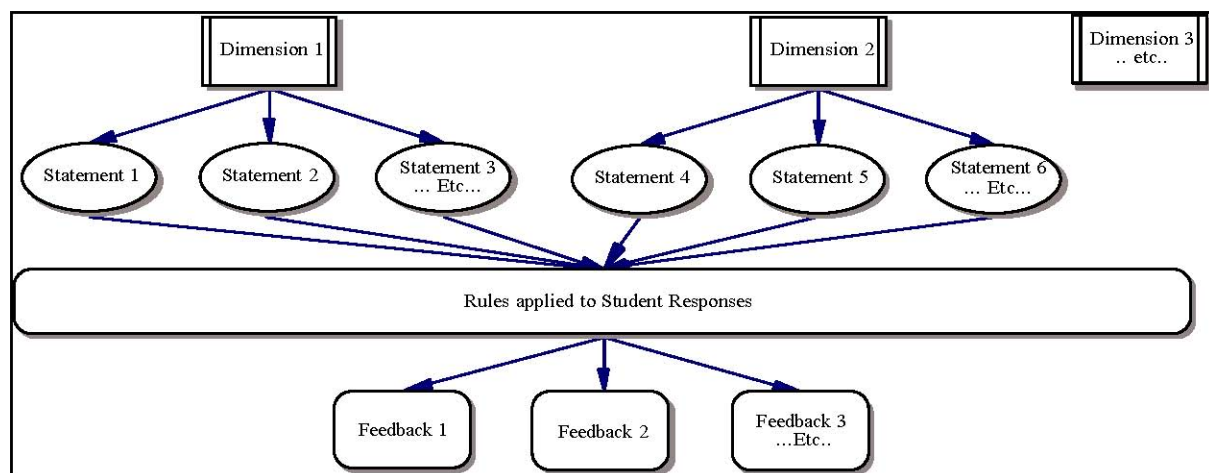 Dimension 1
Dimension 2
Dimension 3
.. etc..
Statement 1
Statement 2
Statement 3
... Etc...
Statement 4
Statement 5
Statement 6
... Etc...
Rules applied to Student Responses
Feedback 1
Feedback 2
Feedback 3
...Etc..